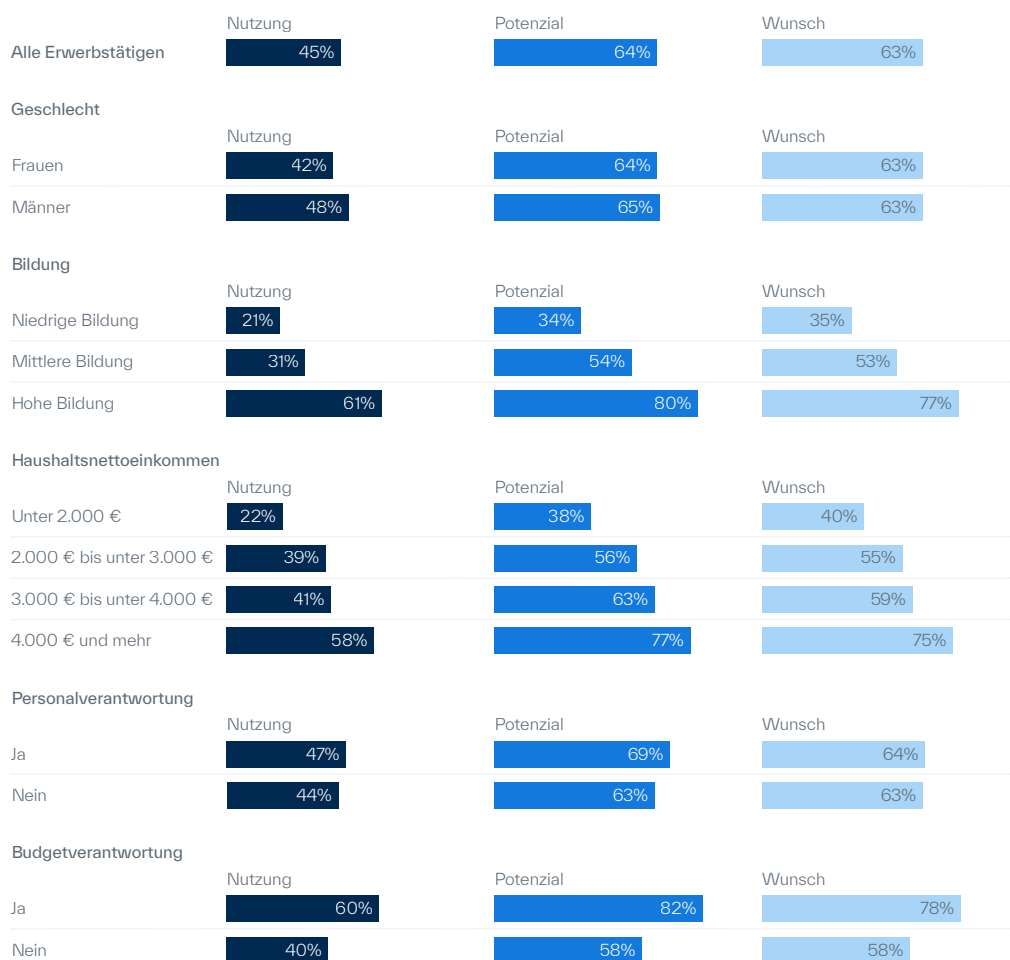 Nutzung Potenzial Wunsch
Alle Erwerbstätigen 45% 64% 63%
Geschlecht
Nutzung Potenzial Wunsch
Frauen 42% 64% 63%
Männer 48% 65% 63%
Bildung
Nutzung Potenzial Wunsch
Niedrige Bildung 21% 34% 35%
Mittlere Bildung 31% 54% 53%
Hohe Bildung 61% 80% 77%
Haushaltsnettoeinkommen
Nutzung Potenzial Wunsch
Unter 2.000 € 22% 38% 40%
2.000 € bis unter 3.000 € 39% 56% 55%
3.000 € bis unter 4.000 € 41% 63% 59%
4.000 € und mehr 58% 77% 75%
Personalverantwortung
Nutzung Potenzial Wunsch
Ja 47% 69% 64%
Nein 44% 63% 63%
Budgetverantwortung
Nutzung Potenzial Wunsch
Ja 60% 82% 78%
Nein 40% 58% 58%